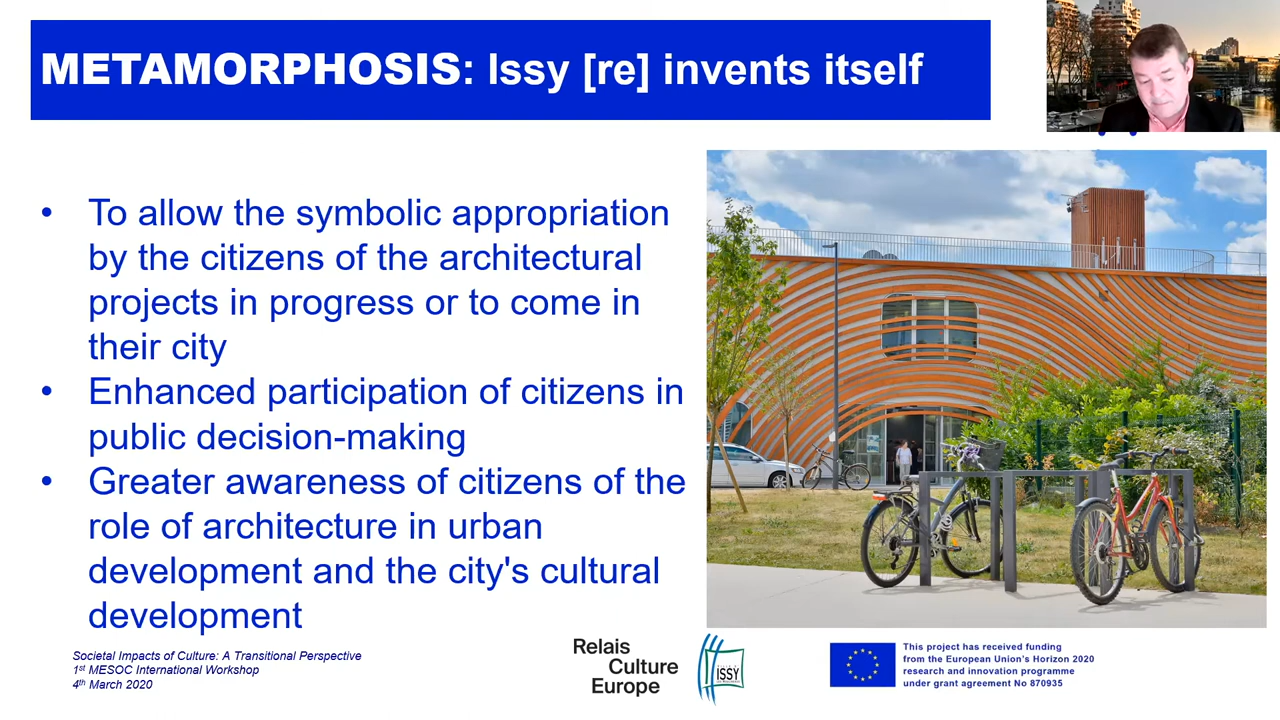 METAMORPHOSIS: Issy [re] invents itself
• To allow the symbolic appropriation
by the citizens of the architectural
projects in progress or to come in
their city
• Enhanced participation of citizens in
public decision-making
• Greater awareness of citizens of the
role of architecture in urban
development and the city's cultural
development
Societal Impacts of Culture: A Transitional Perspective
1st MESOC International Workshop
4th March 2020
Relais
Culture
Europe
ISSY
This project has received funding
from the European Union's Horizon 2020
research and innovation programme
under grant agreement No 870935